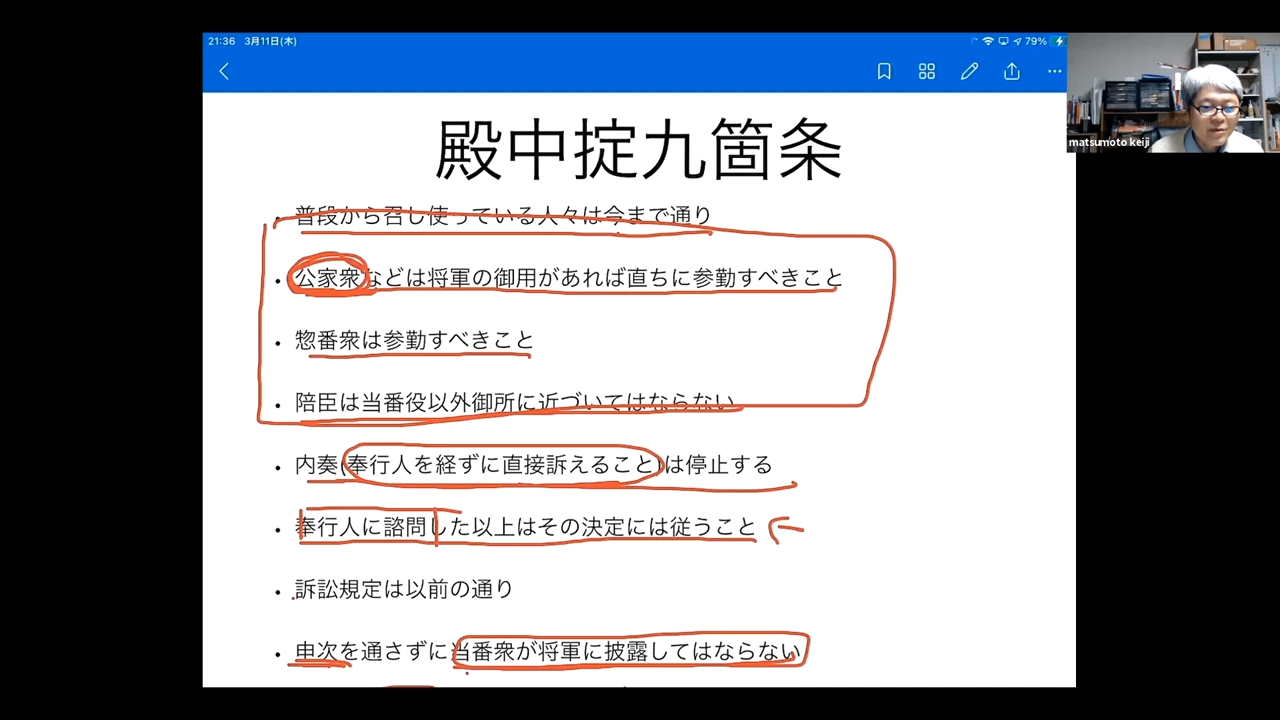 21:36 3月11日(木)
79%
殿中掟九箇条
• 普段から召し使っている人々は今まで通り
• 公家衆などは将軍の御用があれば直ちに参勤すべきこと
• 惣番衆は参勤すべきこと
• 陪臣は当番役以外御所に近づいてはならない
• 内奏(奉行人を経ずに直接訴えること)は停止する
• 奉行人に諮問した以上はその決定には従うこと
• 訴訟規定は以前の通り
• 申次を通さずに当番衆が将軍に披露してはならない
matsumoto keiji